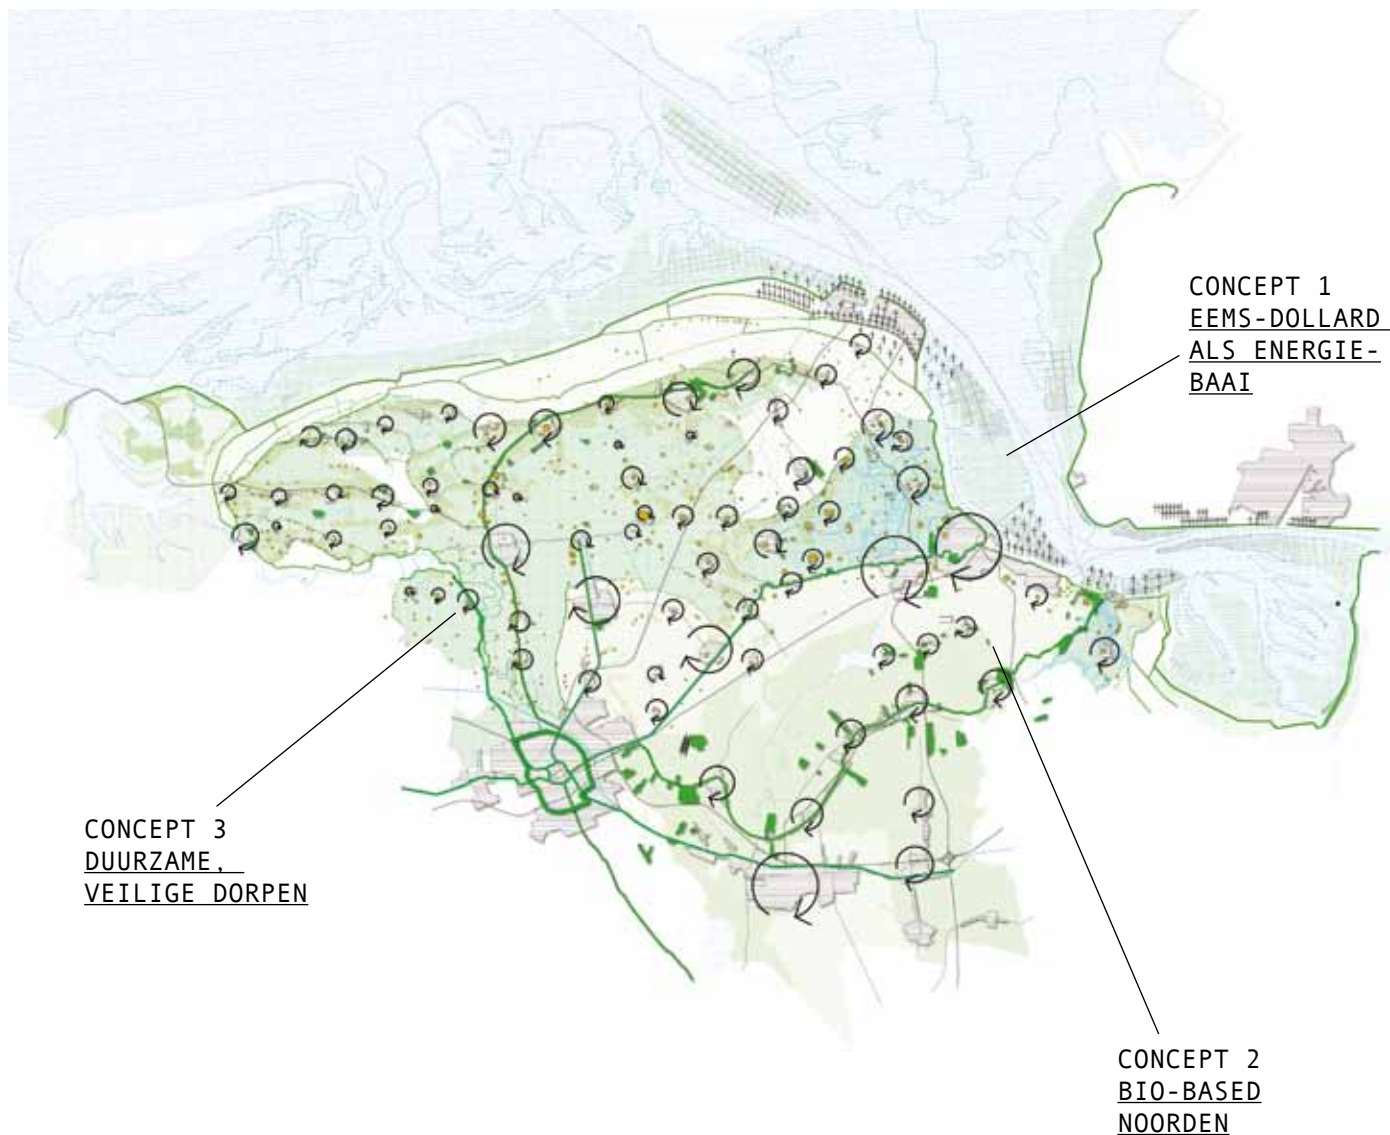 CONCEPT 1
EEMS-DOLLARD
ALS ENERGIE-
BAAI
CONCEPT 3
DUURZAME,
VEILIGE DORPEN
CONCEPT 2
BIO-BASED
NOORDEN